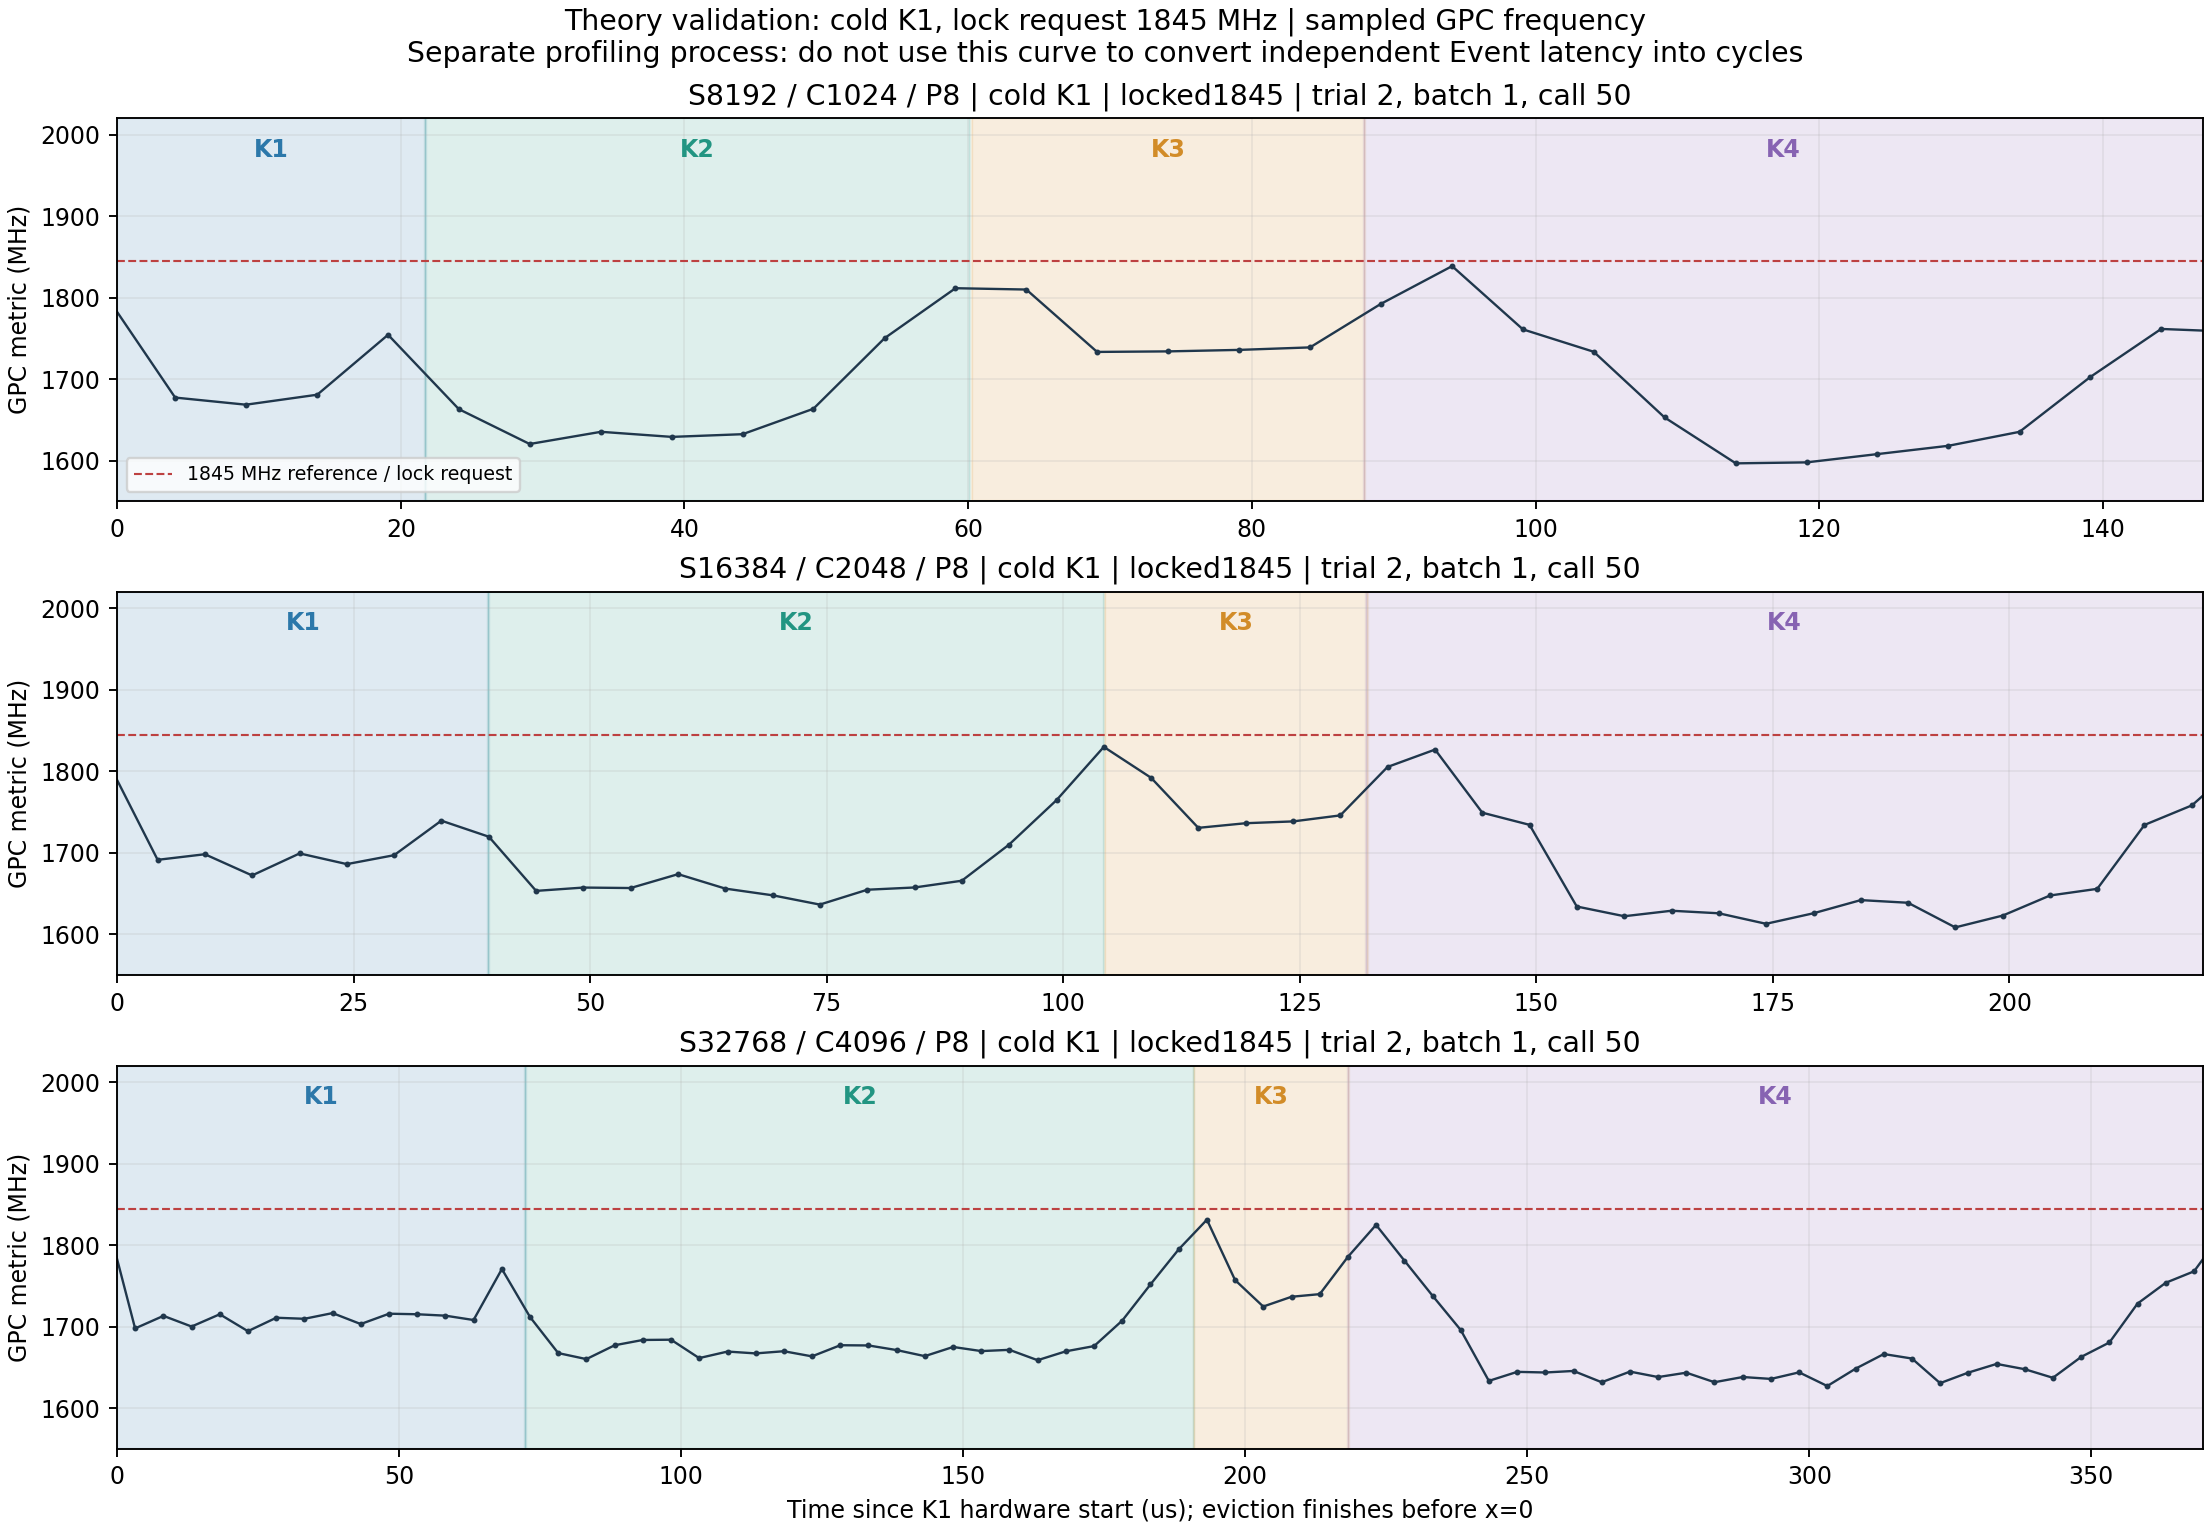 Theory validation: cold K1, lock request 1845 MHz | sampled GPC frequency
Separate profiling process: do not use this curve to convert independent Event latency into cycles
S8192 / C1024 / P8 | cold K1 | locked1845 | trial 2, batch 1, call 50
GPC metric (MHz)
2000
1900
1800
1700
1600
K1
K2
K3
K4
1845 MHz reference / lock request
0 20 40 60 80 100 120 140
S16384 / C2048 / P8 | cold K1 | locked1845 | trial 2, batch 1, call 50
GPC metric (MHz)
2000
1900
1800
1700
1600
K1
K2
K3
K4
0 25 50 75 100 125 150 175 200
S32768 / C4096 / P8 | cold K1 | locked1845 | trial 2, batch 1, call 50
GPC metric (MHz)
2000
1900
1800
1700
1600
K1
K2
K3
K4
0 50 100 150 200 250 300 350
Time since K1 hardware start (us); eviction finishes before x=0